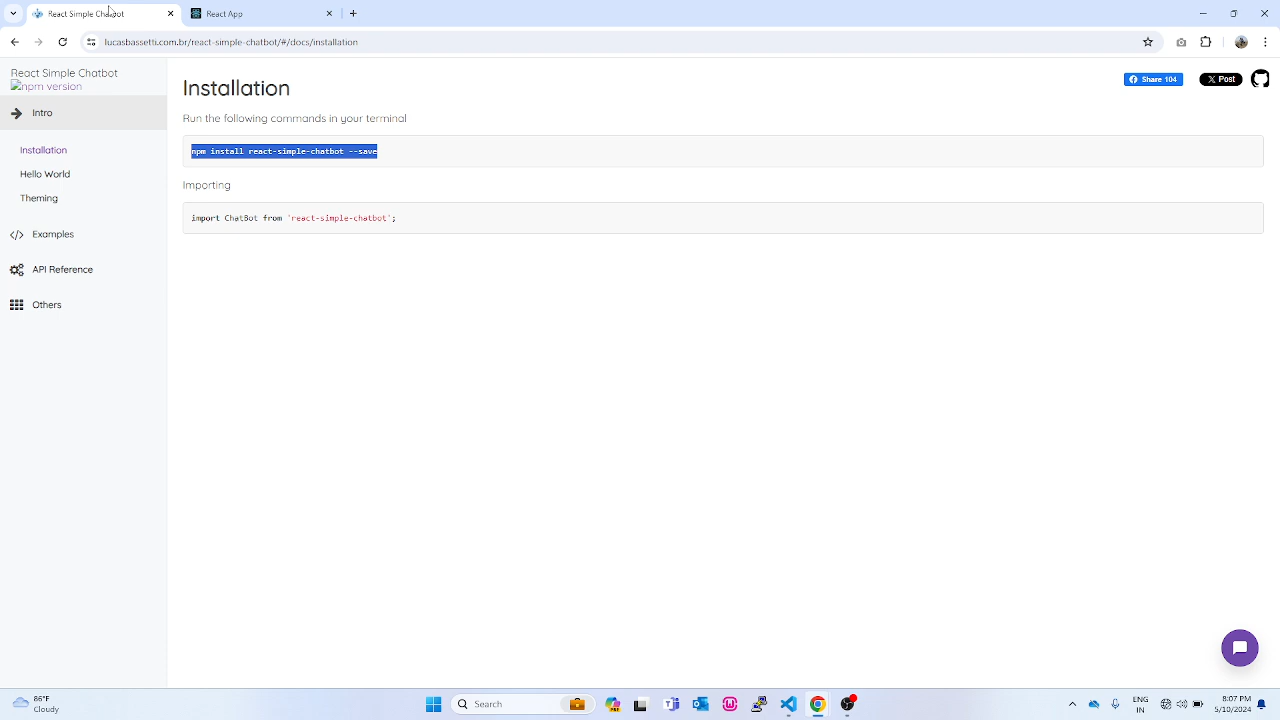 React Simple Chatbot
React App
lucasbassetti.com.br/react-simple-chatbot/#/docs/installation
React Simple Chatbot
npm version
Intro
Installation
Hello World
Theming
Examples
API Reference
Others
Installation
Share 104
Post
Run the following commands in your terminal
npm install react-simple-chatbot --save
Importing
import ChatBot from 'react-simple-chatbot';
86°F
Cloudy
Search
ENG
IN
8:07 PM
5/10/2024